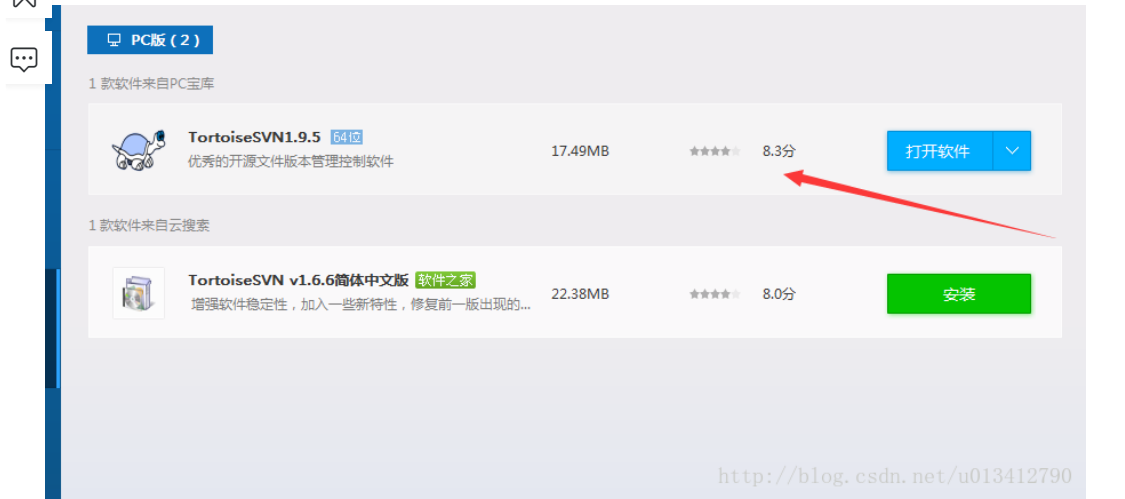 PC版 ( 2 )
1 款软件来自PC宝库
TortoiseSVN1.9.5 64位
优秀的开源文件版本管理控制软件
17.49MB
8.3分
打开软件
1 款软件来自云搜索
TortoiseSVN v1.6.6简体中文版 软件之家
增强软件稳定性，加入一些新特性，修复前一版出现的...
22.38MB
8.0分
安装
http://blog.csdn.net/u013412790